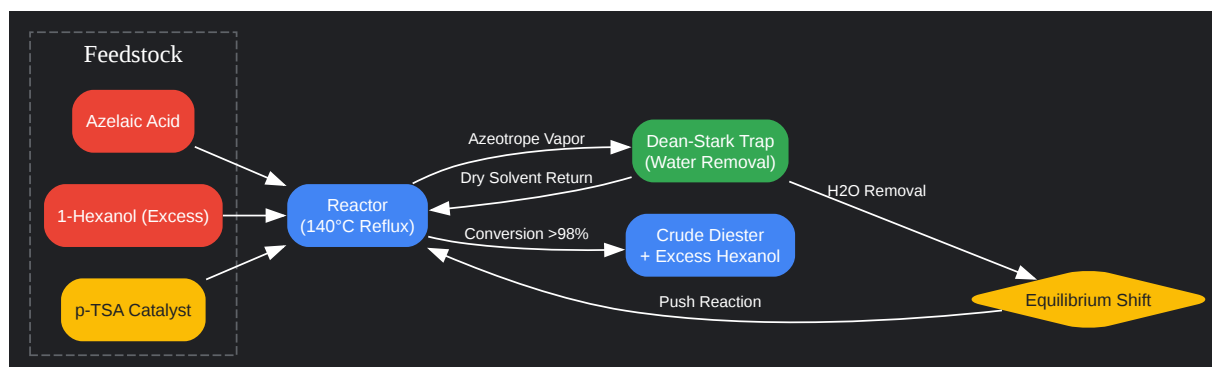 Feedstock
Azelaic Acid
1-Hexanol (Excess)
p-TSA Catalyst
Reactor
(140°C Reflux)
Azeotrope Vapor
Dry Solvent Return
Conversion >98%
Push Reaction
Dean-Stark Trap
(Water Removal)
Crude Diester
+ Excess Hexanol
H2O Removal
Equilibrium Shift